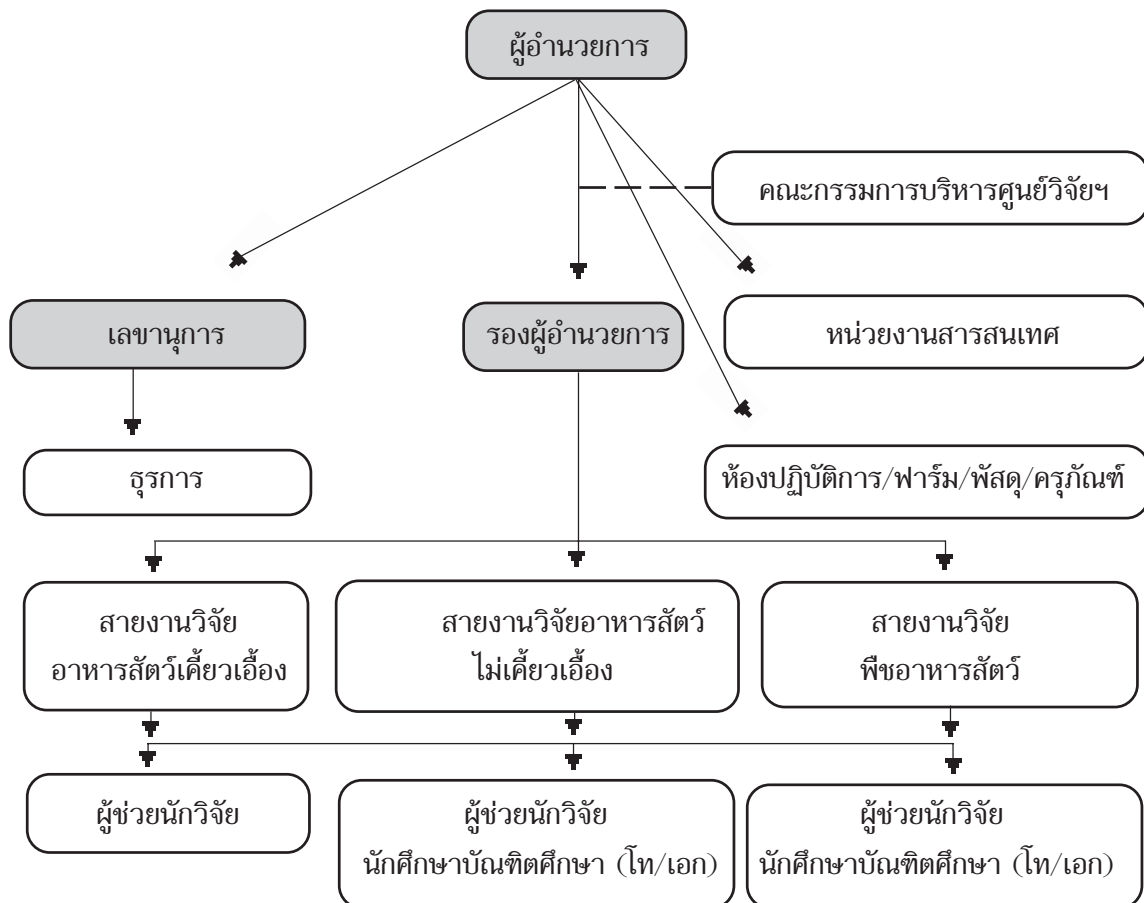 ผู้อำนวยการ
คณะกรรมการบริหารศูนย์วิจัยฯ
เลขานุการ
รองผู้อำนวยการ
หน่วยงานสารสนเทศ
ธุรการ
ห้องปฏิบัติการ/ฟาร์ม/พัสดุ/ครุภัณฑ์
สายงานวิจัย
อาหารสัตว์เคี้ยวเอื้อง
สายงานวิจัยอาหารสัตว์
ไม่เคี้ยวเอื้อง
สายงานวิจัย
พืชอาหารสัตว์
ผู้ช่วยนักวิจัย
ผู้ช่วยนักวิจัย
นักศึกษาบัณฑิตศึกษา (โท/เอก)
ผู้ช่วยนักวิจัย
นักศึกษาบัณฑิตศึกษา (โท/เอก)